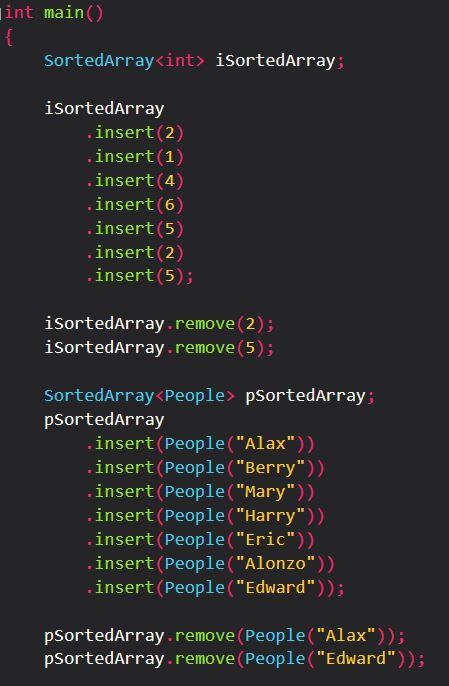 int main()
{
SortedArray<int> iSortedArray;
iSortedArray
.insert(2)
.insert(1)
.insert(4)
.insert(6)
.insert(5)
.insert(2)
.insert(5);
iSortedArray.remove(2);
iSortedArray.remove(5);
SortedArray<People> pSortedArray;
pSortedArray
.insert(People("Alax"))
.insert(People("Berry"))
.insert(People("Mary"))
.insert(People("Harry"))
.insert(People("Eric"))
.insert(People("Alonzo"))
.insert(People("Edward"));
pSortedArray.remove(People("Alax"));
pSortedArray.remove(People("Edward"));